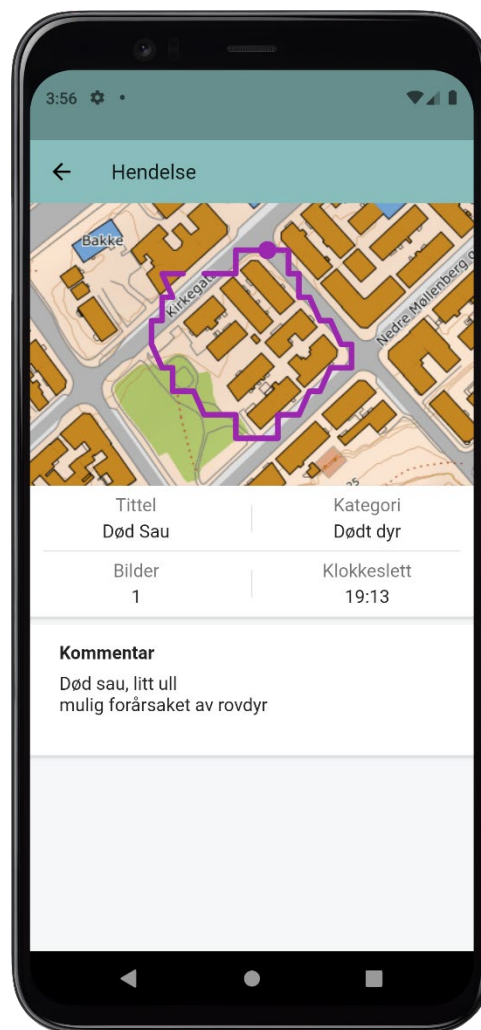 3:56
Hendelse
Bakke
Kirkegata
Nedre Møllenberg g
25
Tittel
Kategori
Død Sau
Dødt dyr
Bilder
Klokkeslett
1
19:13
Kommentar
Død sau, litt ull
mulig forårsaket av rovdyr